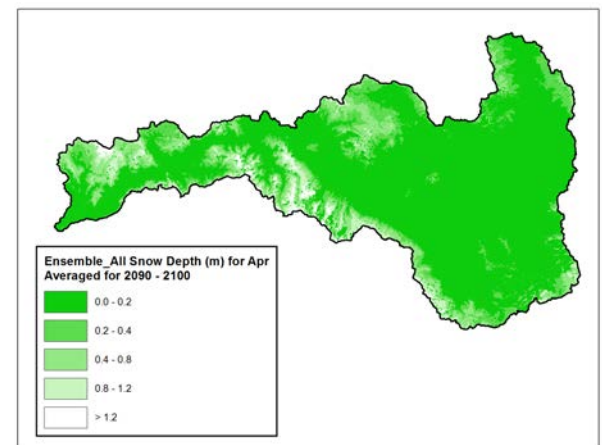 Ensemble_All Snow Depth (m) for Apr
Averaged for 2090 - 2100
0.0 - 0.2
0.2 - 0.4
0.4 - 0.8
0.8 - 1.2
> 1.2